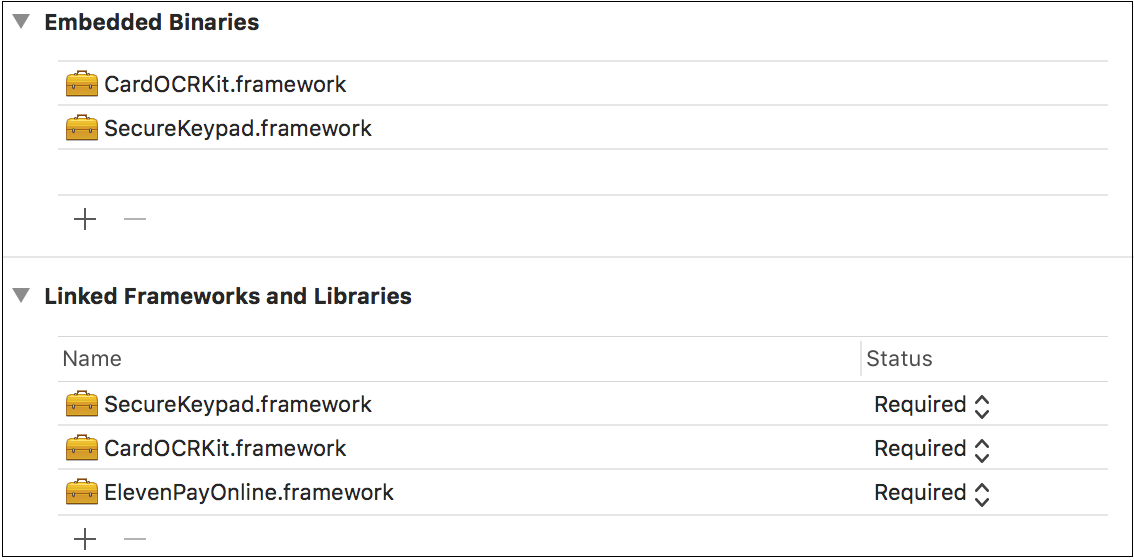 Embedded Binaries
CardOCRKit.framework
SecureKeypad.framework
Linked Frameworks and Libraries
Name Status
SecureKeypad.framework Required
CardOCRKit.framework Required
ElevenPayOnline.framework Required